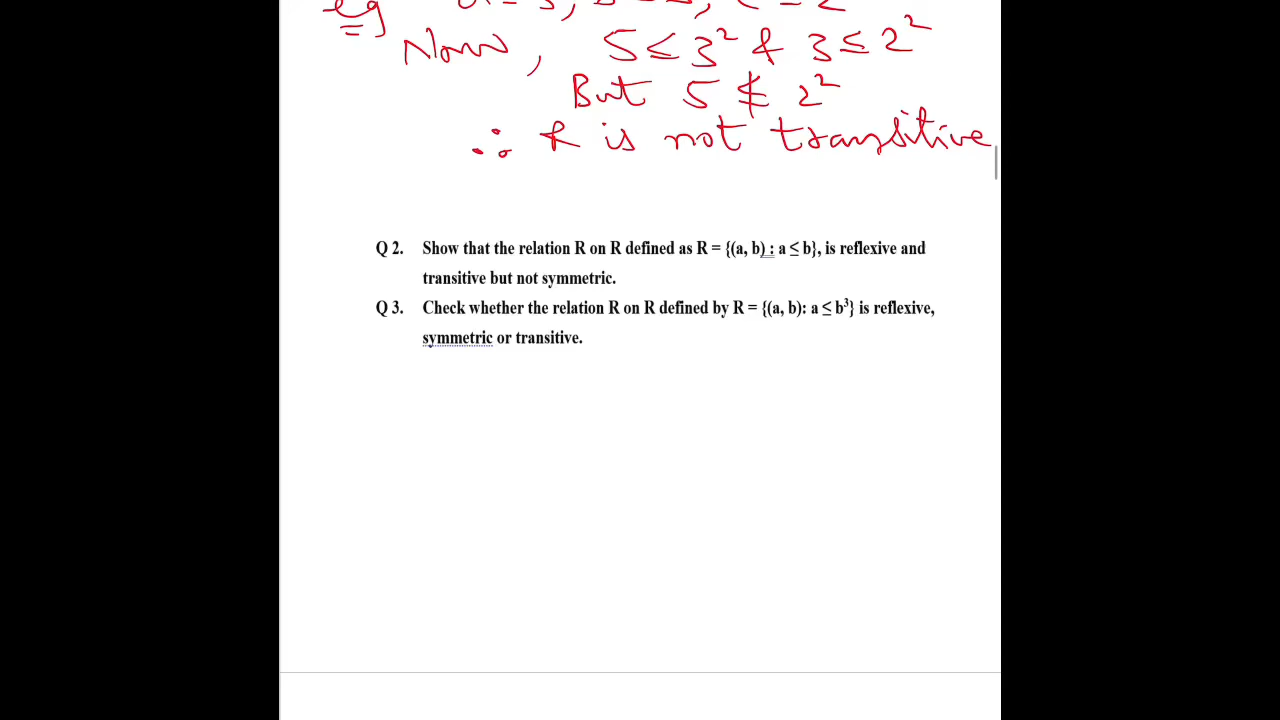 eg
Now, 5 ≤ 3² & 3 ≤ 2²
But 5 ≰ 2²
∴ R is not transitive
Q 2. Show that the relation R on R defined as R = {(a, b) : a ≤ b}, is reflexive and
transitive but not symmetric.
Q 3. Check whether the relation R on R defined by R = {(a, b): a ≤ b³} is reflexive,
symmetric or transitive.